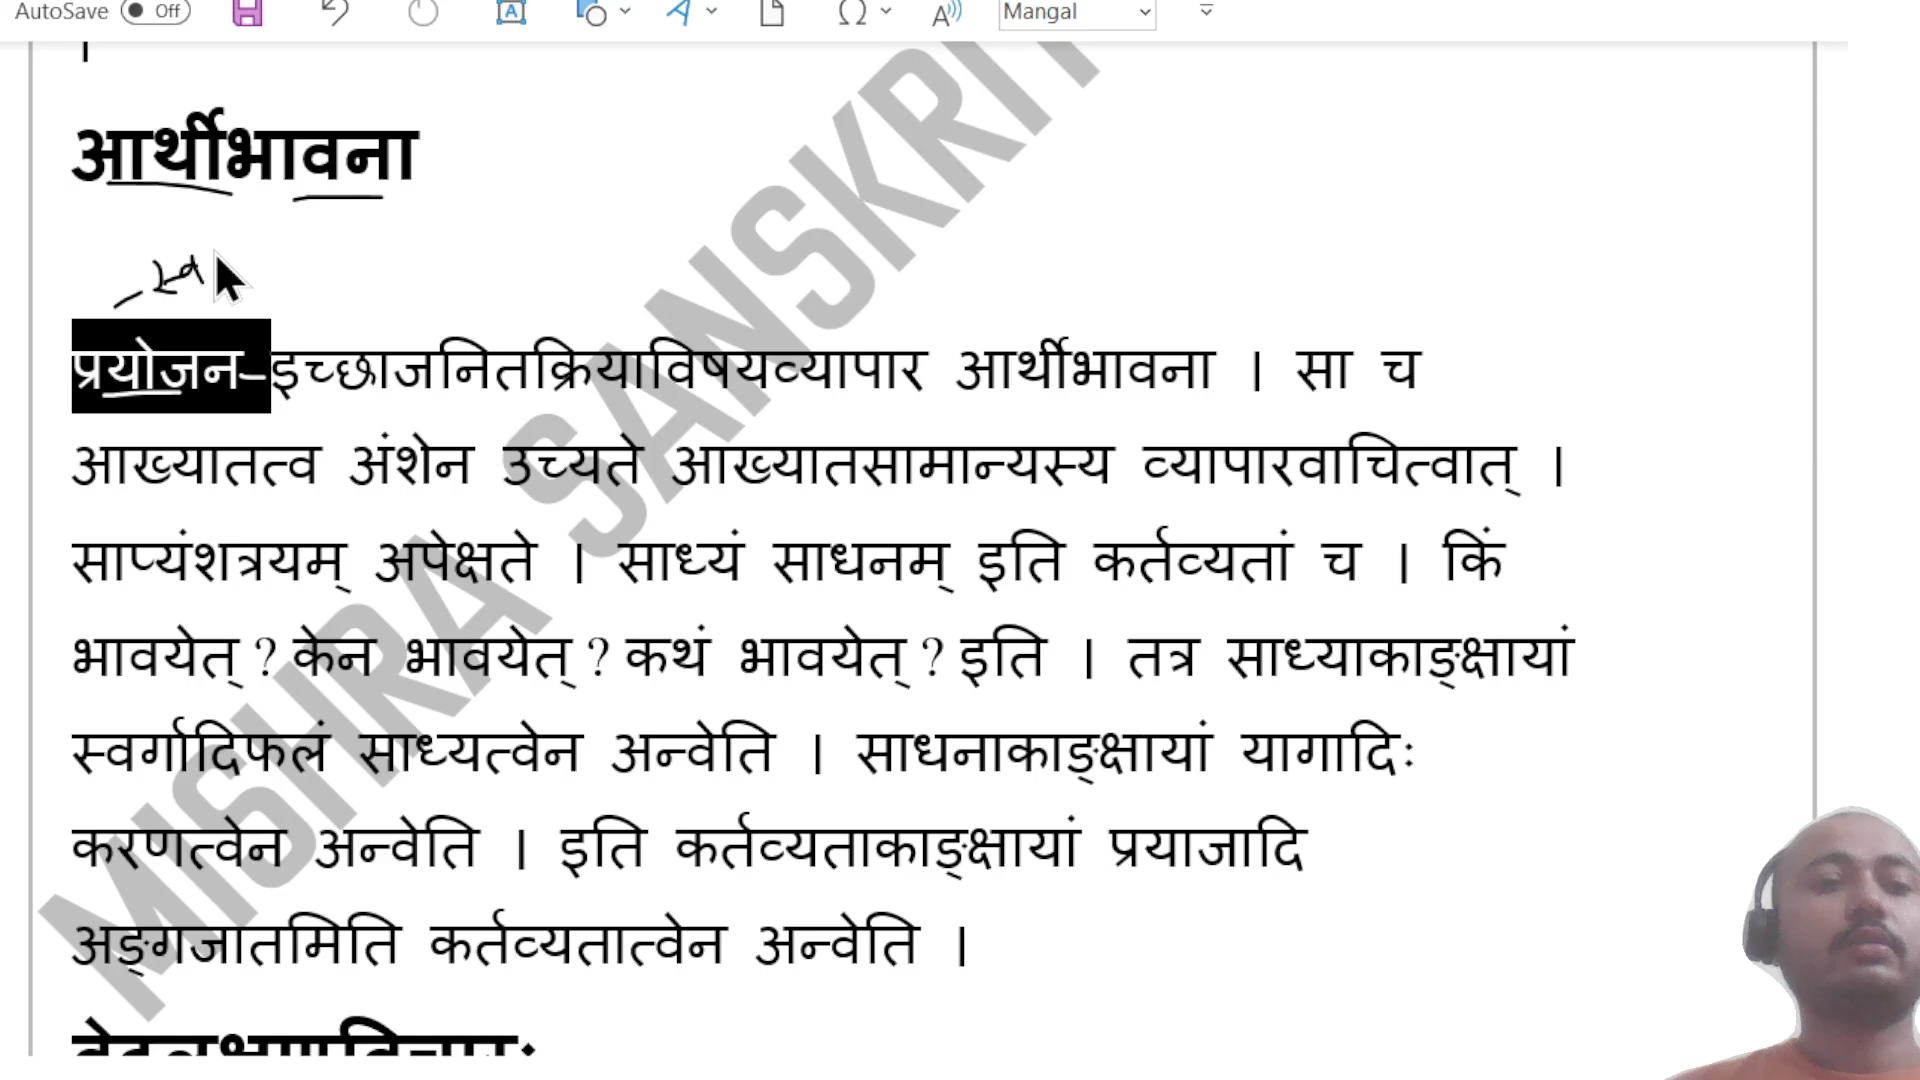 AutoSave Off Mangal
आर्थीभावना
प्रयोजन–इच्छाजनितक्रियाविषयव्यापार आर्थीभावना । सा च
आख्यातत्व अंशेन उच्यते आख्यातसामान्यस्य व्यापारवाचित्वात् ।
साप्यंशत्रयम् अपेक्षते । साध्यं साधनम् इति कर्तव्यतां च । किं
भावयेत् ? केन भावयेत् ? कथं भावयेत् ? इति । तत्र साध्याकाङ्क्षायां
स्वर्गादिफलं साध्यत्वेन अन्वेति । साधनाकाङ्क्षायां यागादिः
करणत्वेन अन्वेति । इति कर्तव्यताकाङ्क्षायां प्रयाजादि
अङ्गजातमिति कर्तव्यतात्वेन अन्वेति ।
MISHRA SANSKRIT